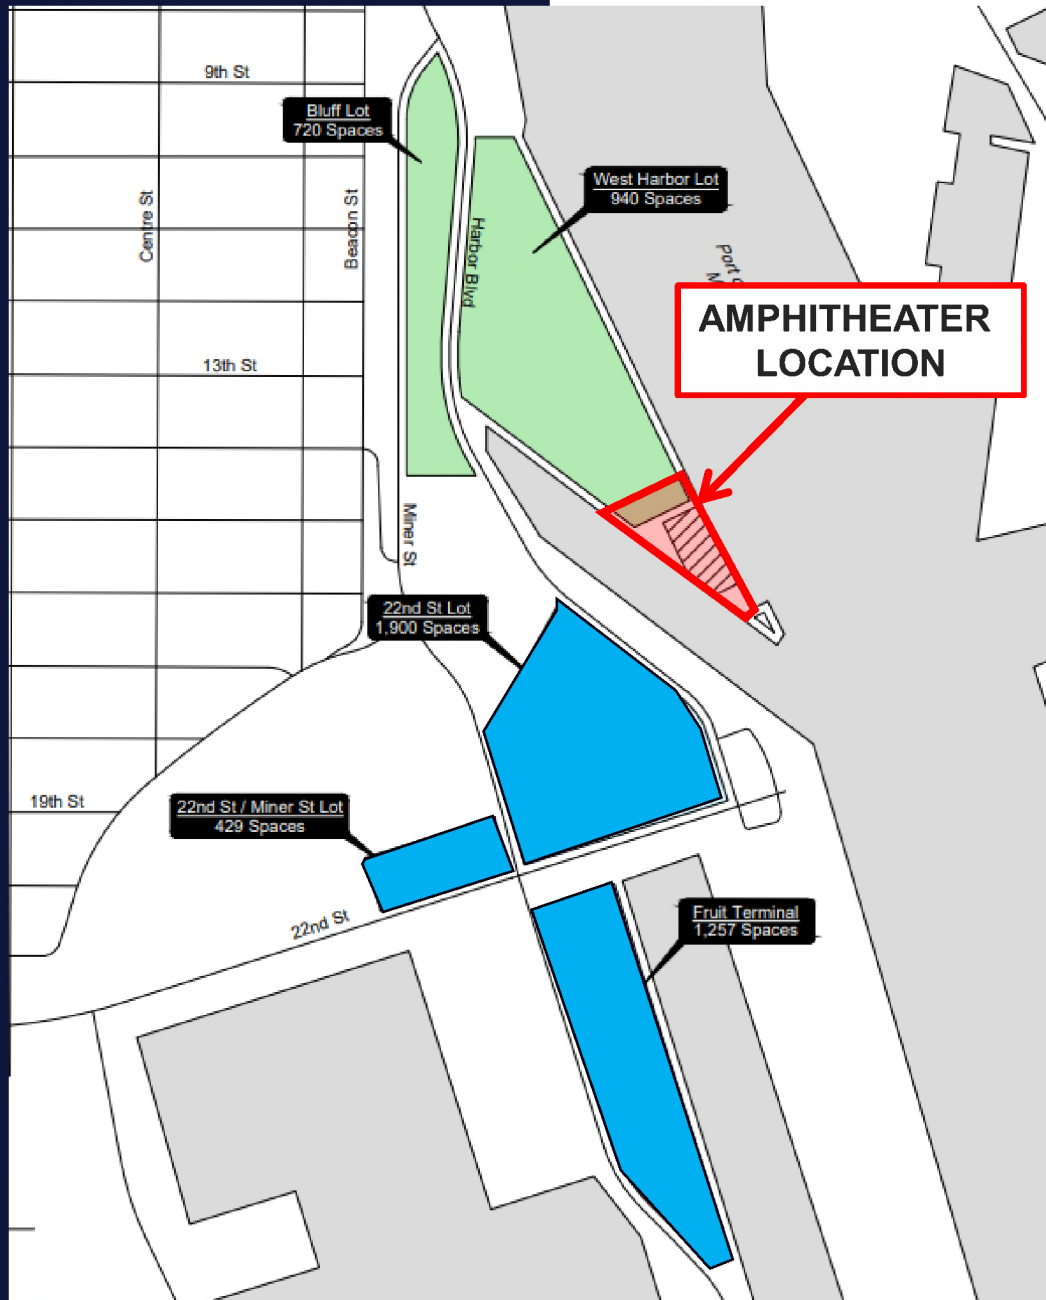 9th St
Bluff Lot
720 Spaces
West Harbor Lot
940 Spaces
Centre St
Beacon St
Harbor Blvd
Port
AMPHITHEATER
LOCATION
13th St
Miner St
22nd St Lot
1,900 Spaces
19th St
22nd St / Miner St Lot
429 Spaces
22nd St
Fruit Terminal
1,257 Spaces